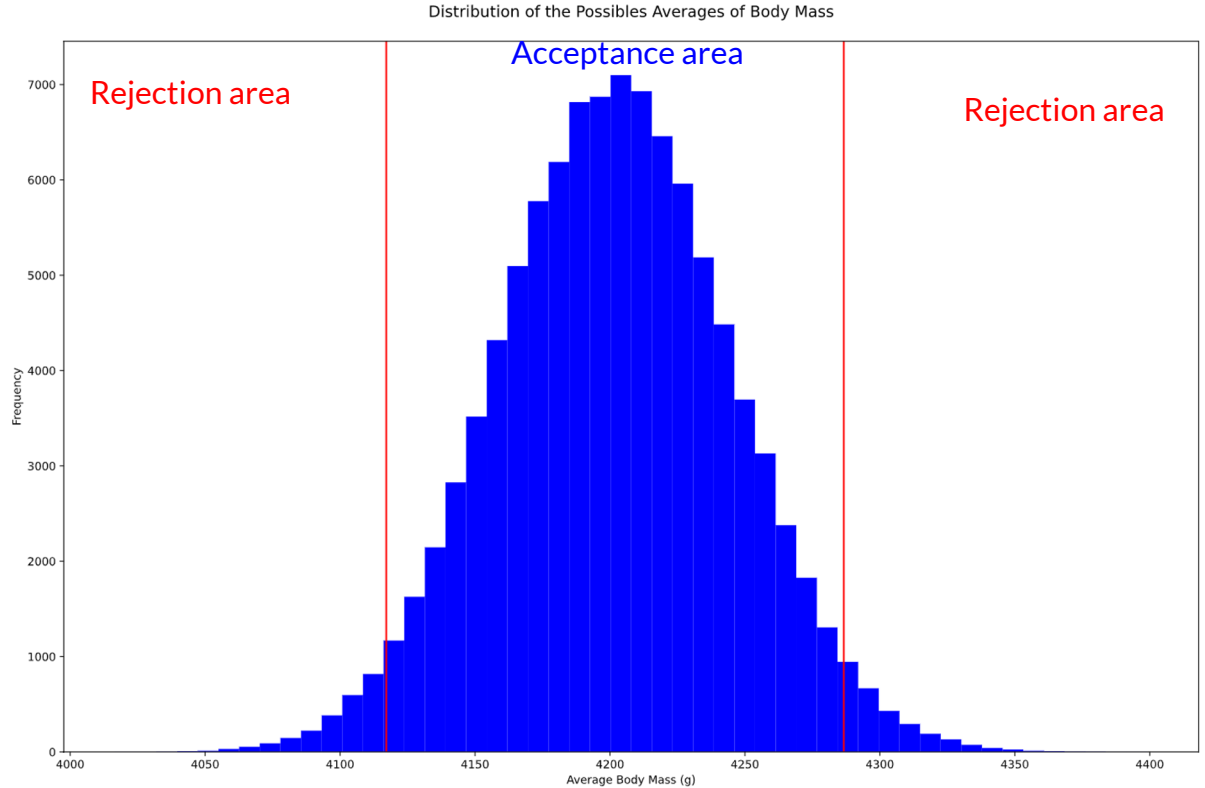 Distribution of the Possibles Averages of Body Mass
Acceptance area
Rejection area
Rejection area
Frequency
7000
6000
5000
4000
3000
2000
1000
0
4000
4050
4100
4150
4200
4250
4300
4350
4400
Average Body Mass (g)